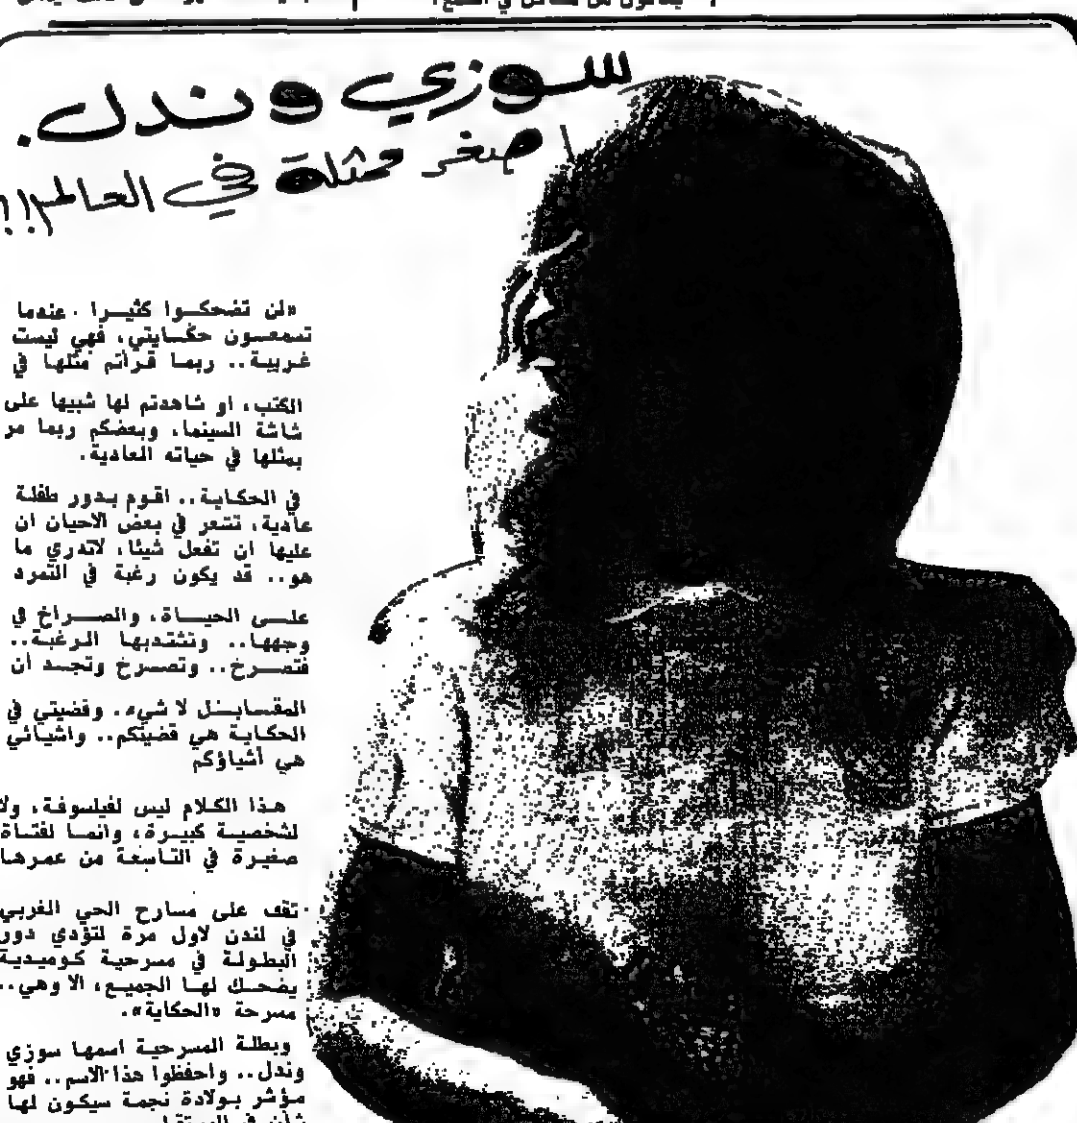 سوزي وندل.
اصغر ممثلة في العالم!!
«لن تضحكوا كثيرا . عندما
تسمعون حكايتي، فهي ليست
غريبة.. ربما قرأتم مثلها في
الكتب، او شاهدتم لها شبيها على
شاشة السينما، وبعضكم ربما مر
بمثلها في حياته العادية.
في الحكاية.. اقوم بدور طفلة
عادية، تشعر في بعض الاحيان ان
عليها ان تفعل شيئا، لاتدري ما
هو.. قد يكون رغبة في التمرد
على الحياة، والصراخ في
وجهها.. وتشتدبها الرغبة..
فتصرخ.. وتصرخ وتجد أن
المقابل لا شيء. وقضيتي في
الحكاية هي قضيتكم.. واشيائي
هي أشياؤكم
هذا الكلام ليس لفيلسوفة، ولا
لشخصية كبيرة، وانما لفتاة
صغيرة في التاسعة من عمرها
تقف على مسارح الحي الغربي
في لندن لاول مرة لتؤدي دور
البطولة في مسرحية كوميدية
يضحك لها الجميع، الا وهي..
مسرحة «الحكاية».
وبطلة المسرحية اسمها سوزي
وندل.. واحفظوا هذا الاسم.. فهو
مؤشر بولادة نجمة سيكون لها